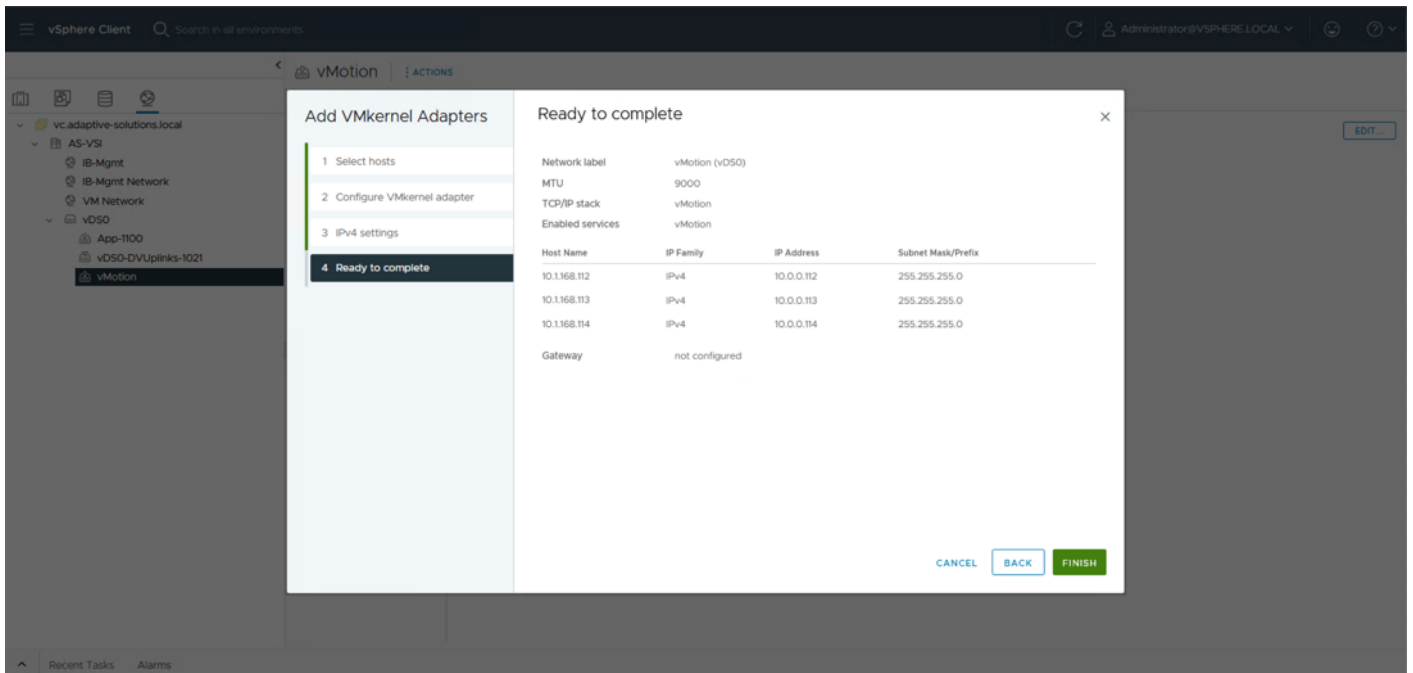 vSphere Client Search in all environments Administrator@VSPHERE.LOCAL
vMotion ACTIONS
vc.adaptive-solutions.local
AS-VSI
IB-Mgmt
IB-Mgmt Network
VM Network
vDS0
App-1100
vDS0-DVUplinks-1021
vMotion
EDIT...
Add VMkernel Adapters
1 Select hosts
2 Configure VMkernel adapter
3 IPv4 settings
4 Ready to complete
Ready to complete
Network label vMotion (vDS0)
MTU 9000
TCP/IP stack vMotion
Enabled services vMotion
Host Name IP Family IP Address Subnet Mask/Prefix
10.1.168.112 IPv4 10.0.0.112 255.255.255.0
10.1.168.113 IPv4 10.0.0.113 255.255.255.0
10.1.168.114 IPv4 10.0.0.114 255.255.255.0
Gateway not configured
CANCEL BACK FINISH
Recent Tasks Alarms